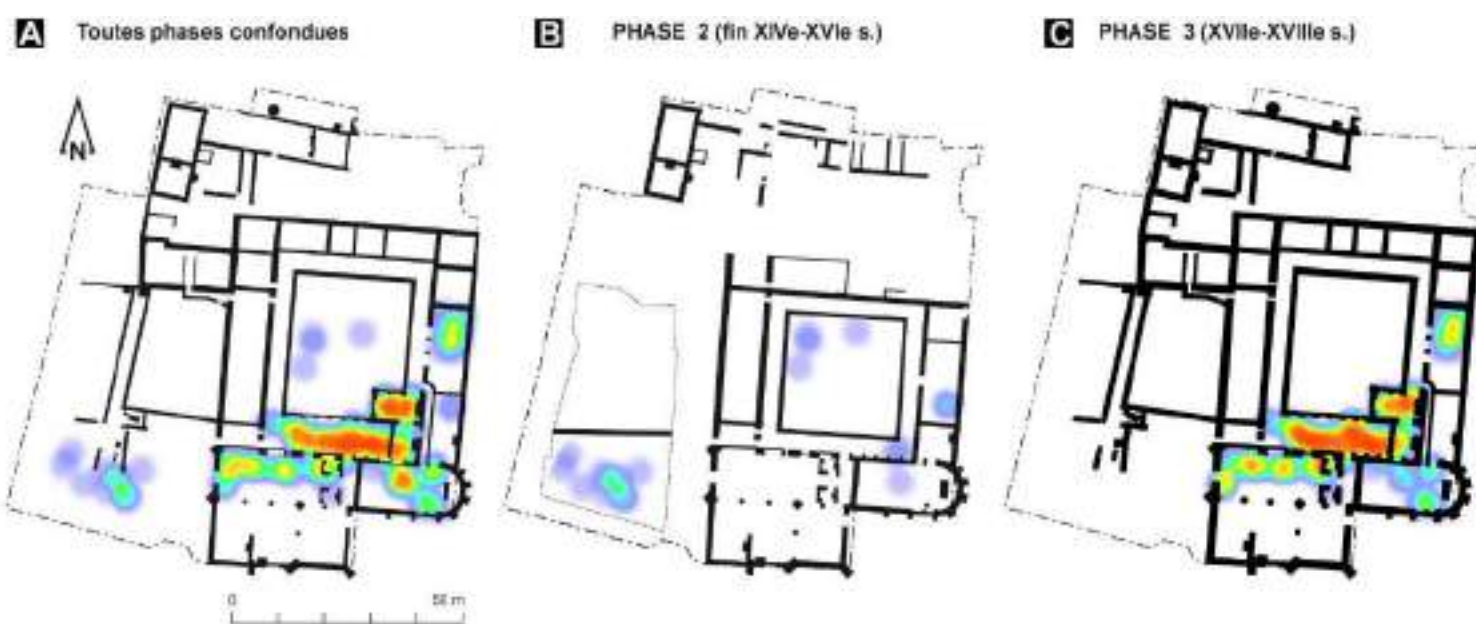 A Toutes phases confondues
B PHASE 2 (fin XIVe-XVIe s.)
C PHASE 3 (XVIIe-XVIIIe s.)
N
0 50 m